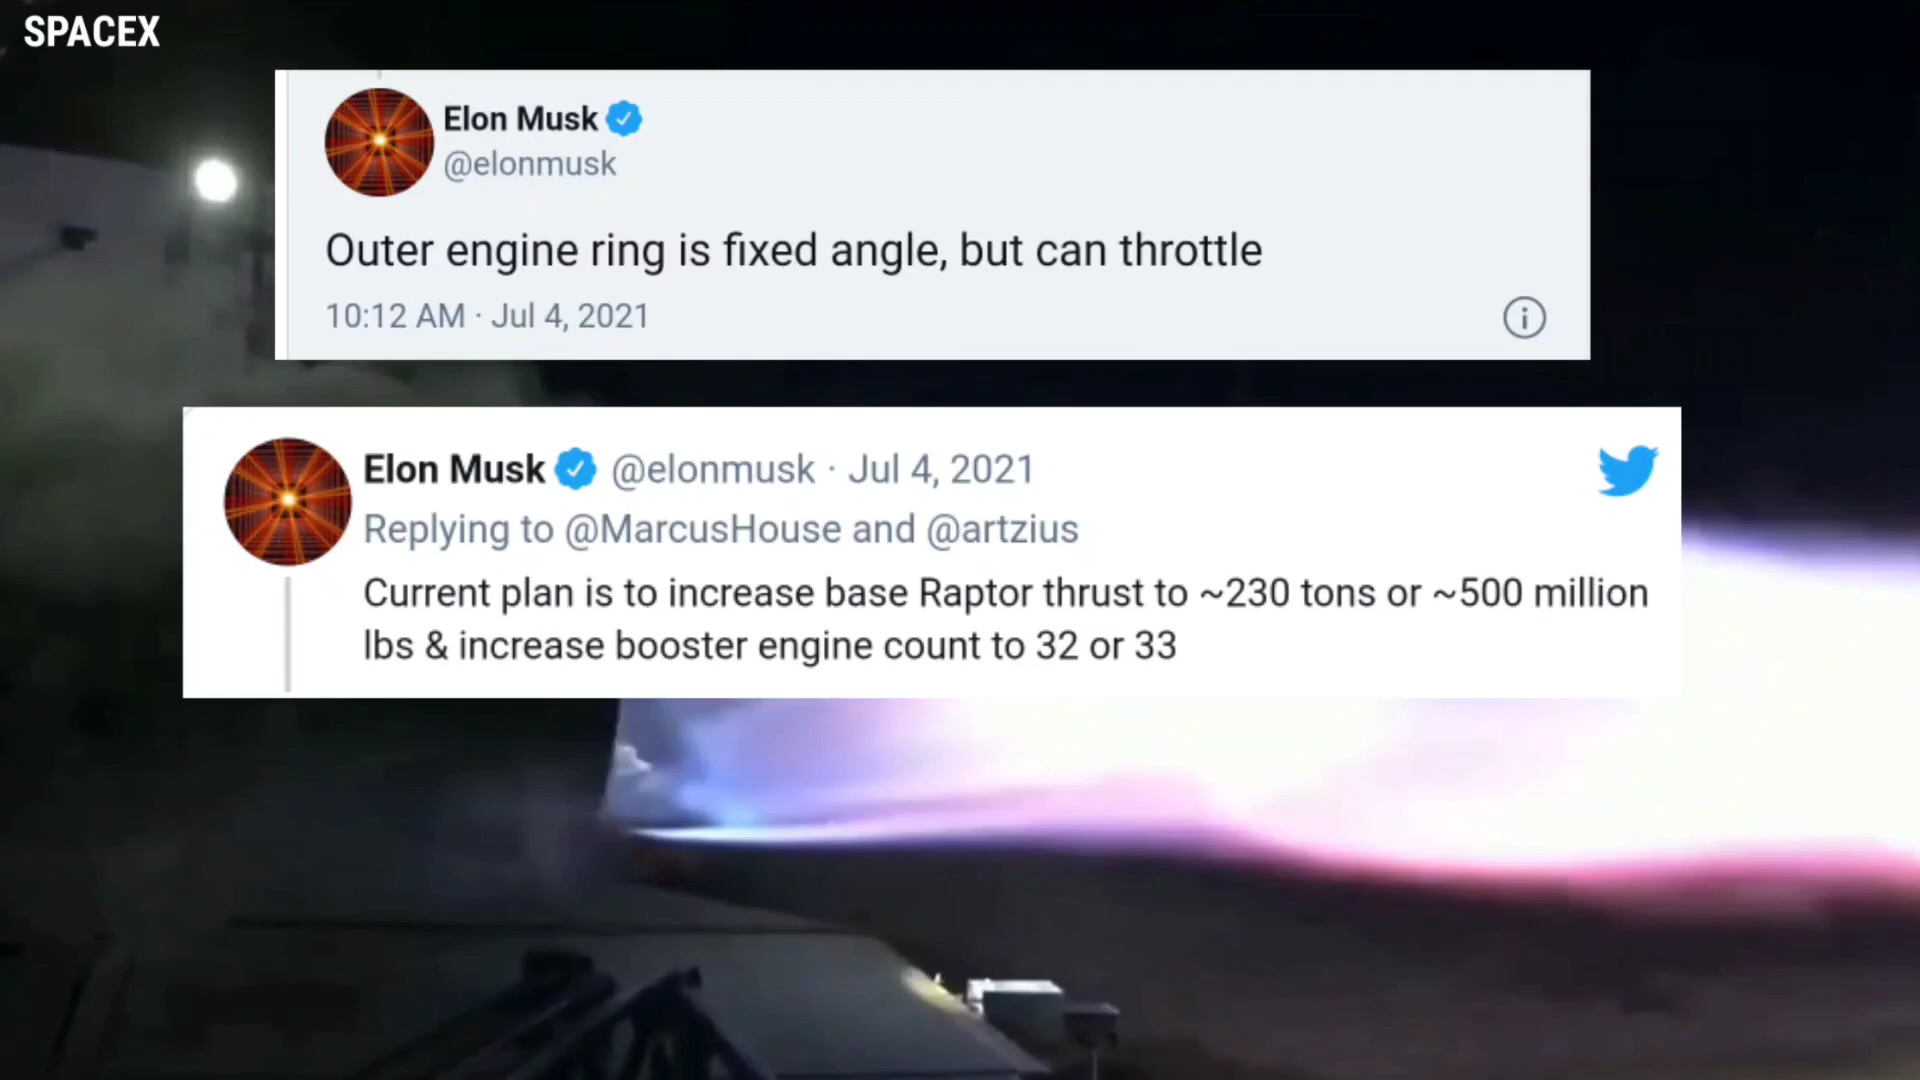 SPACEX
Elon Musk
@elonmusk
Outer engine ring is fixed angle, but can throttle
10:12 AM · Jul 4, 2021
Elon Musk @elonmusk · Jul 4, 2021
Replying to @MarcusHouse and @artzius
Current plan is to increase base Raptor thrust to ~230 tons or ~500 million
lbs & increase booster engine count to 32 or 33